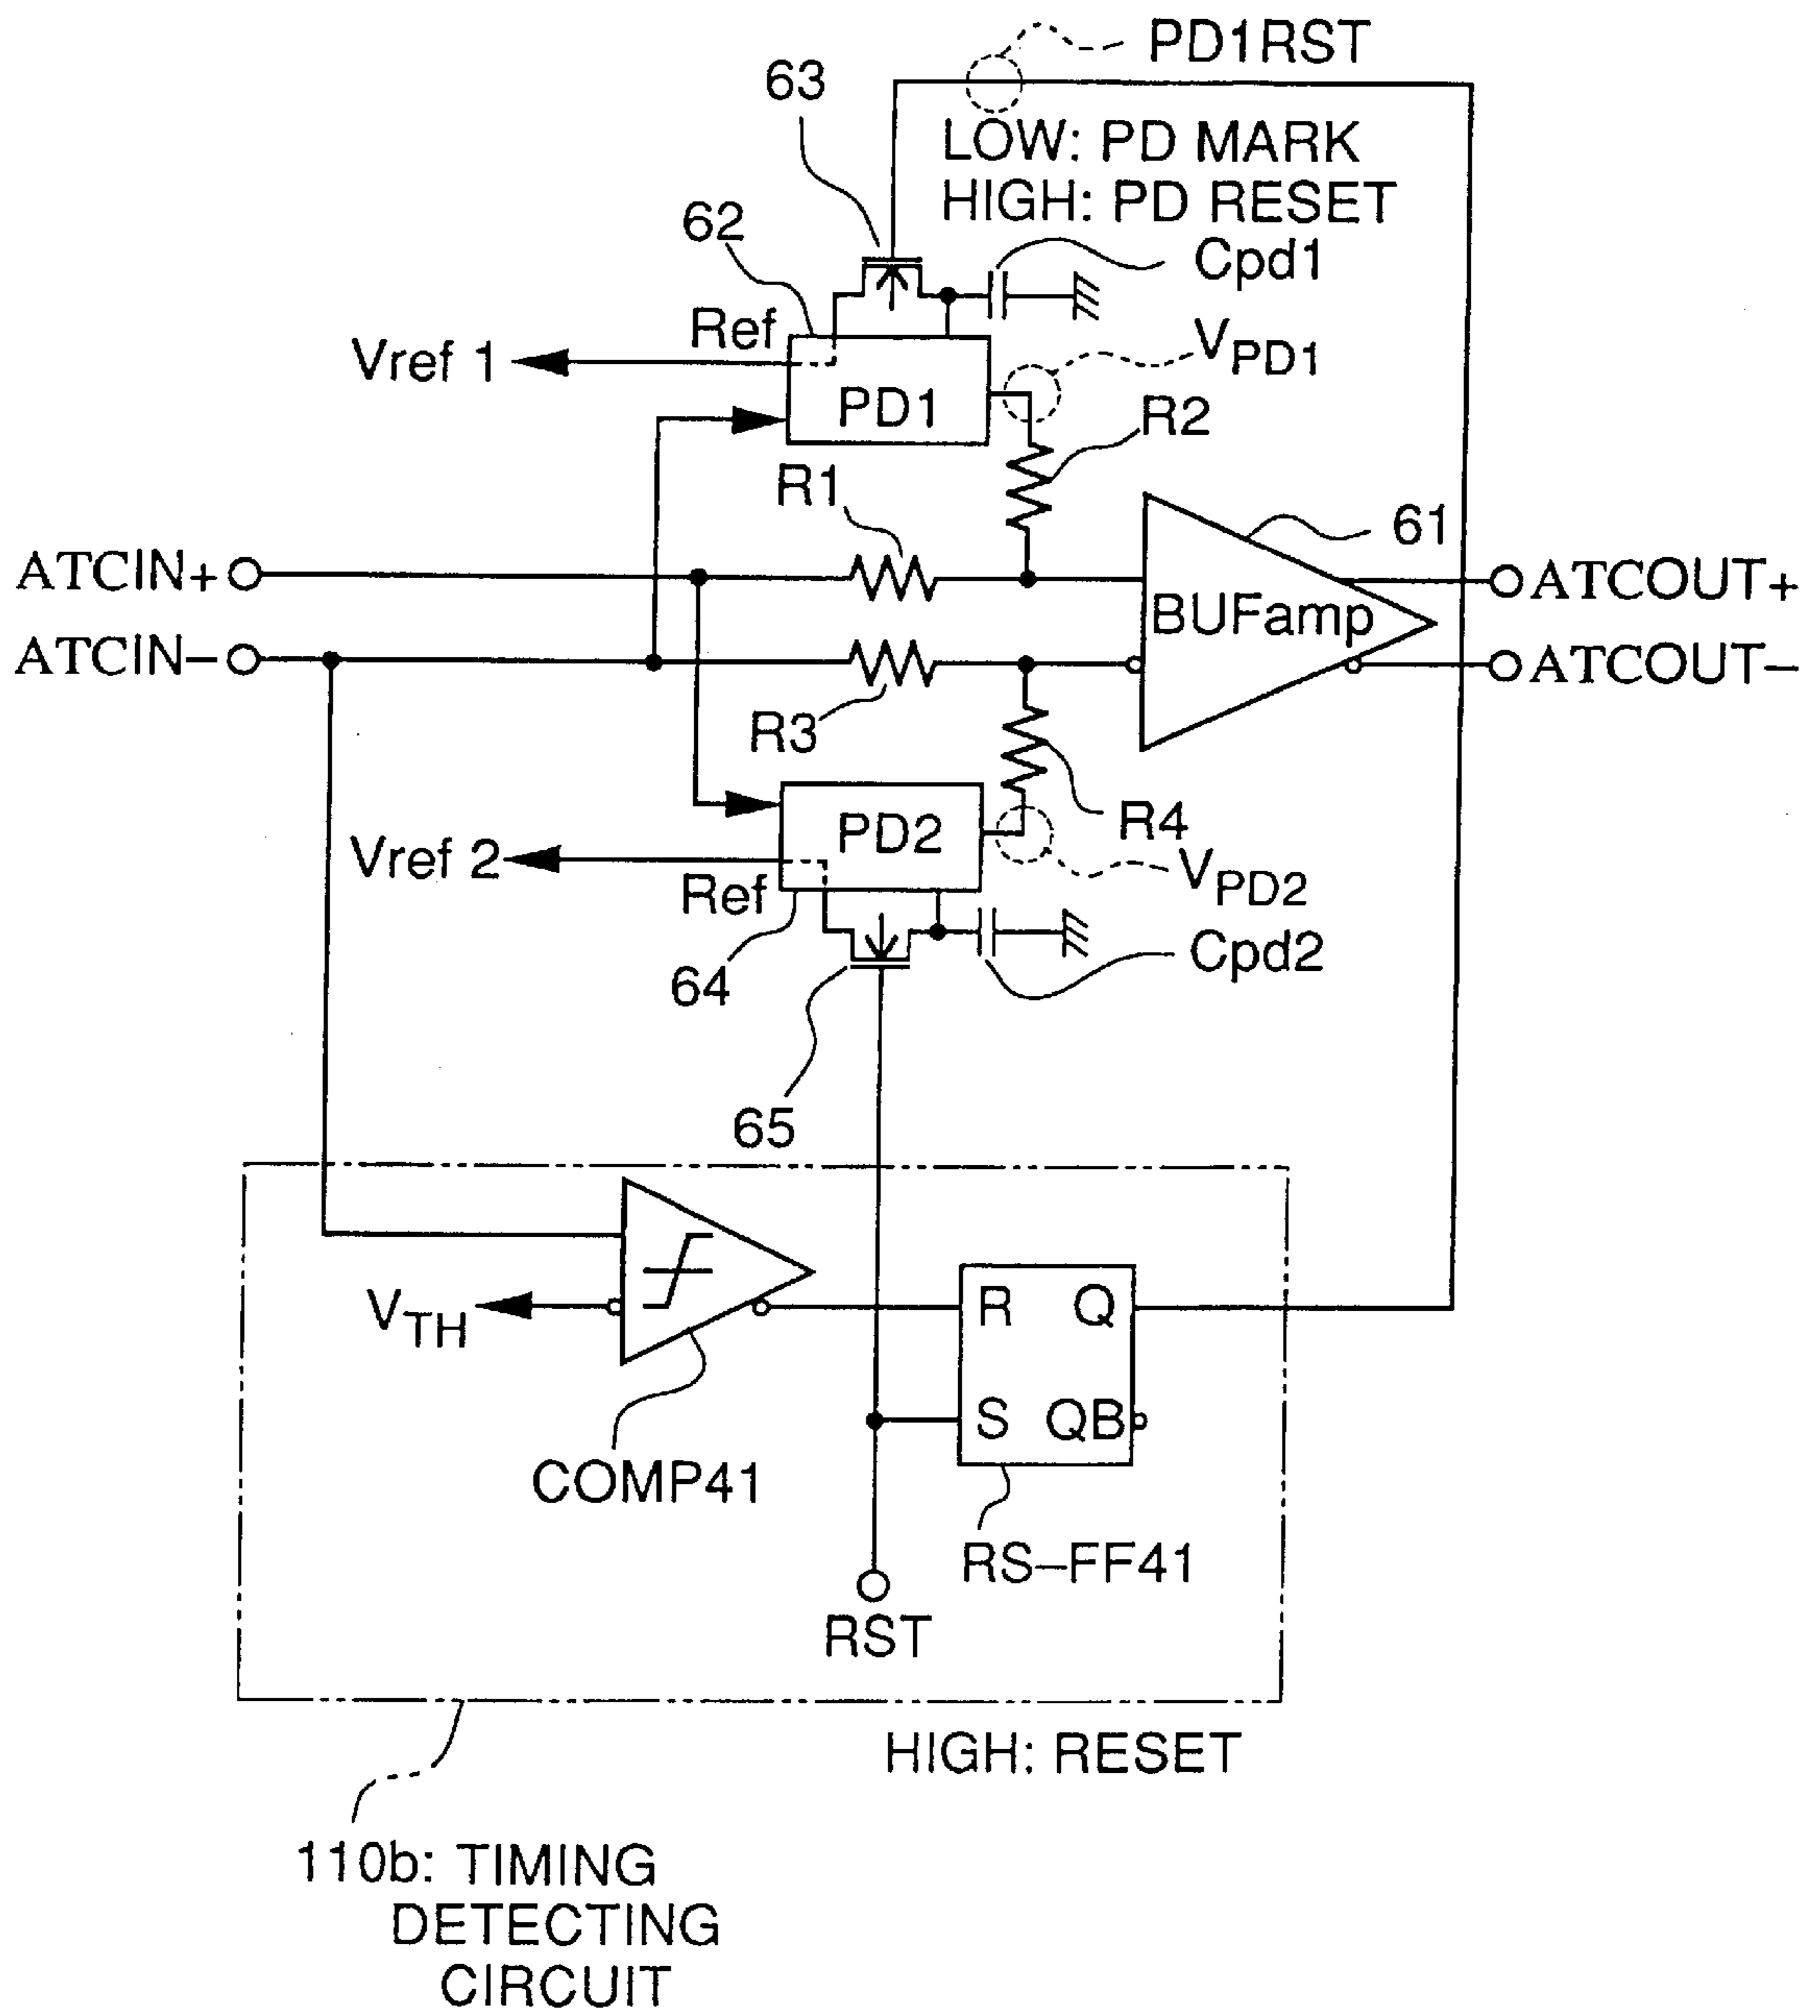 PD1RST
63
LOW: PD MARK
HIGH: PD RESET
62
Cpd1
Ref
Vref 1
VPD1
PD1
R2
R1
61
ATCIN+
ATCOUT+
BUFamp
ATCIN–
ATCOUT–
R3
R4
PD2
Vref 2
VPD2
Ref
Cpd2
64
65
VTH
R Q
S QB
COMP41
RS–FF41
RST
HIGH: RESET
110b: TIMING
DETECTING
CIRCUIT